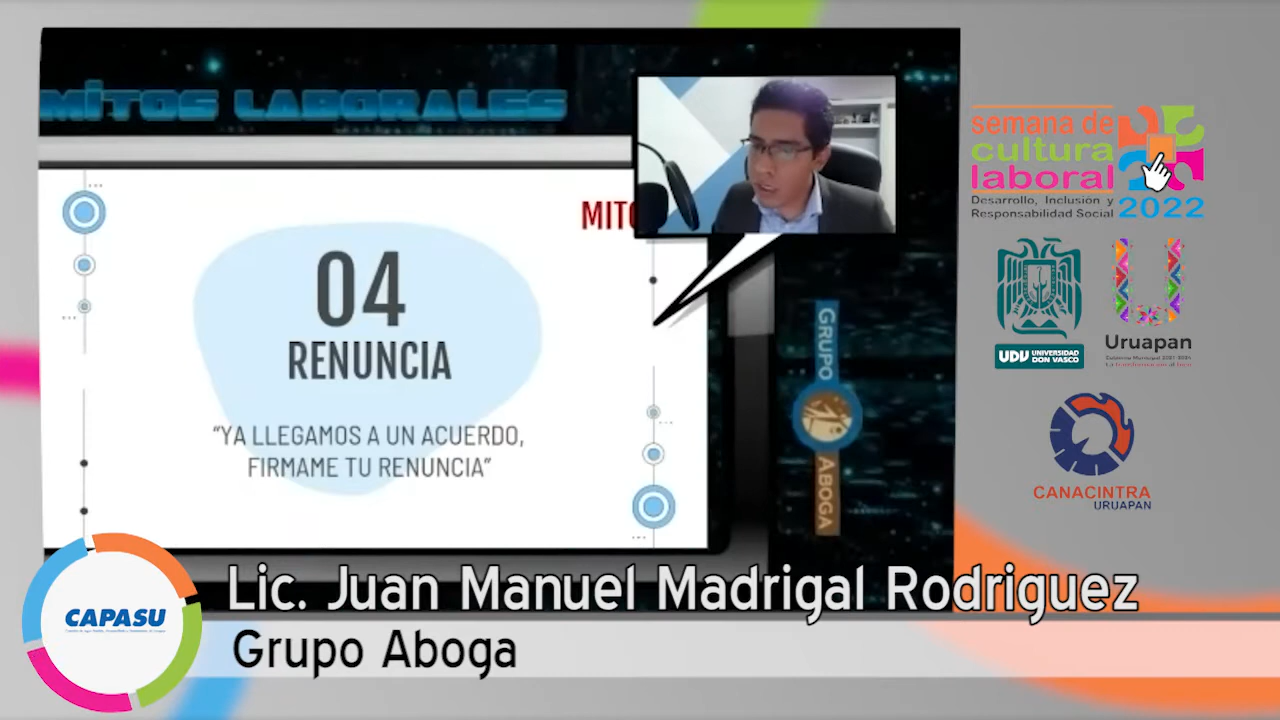 MITOS LABORALES
MITO
04
RENUNCIA
“YA LLEGAMOS A UN ACUERDO,
FIRMAME TU RENUNCIA”
GRUPO
ABOGA
semana de
cultura
laboral
Desarrollo, Inclusión y
Responsabilidad Social
2022
UDV UNIVERSIDAD
DON VASCO
Uruapan
CANACINTRA
URUAPAN
CAPASU
Lic. Juan Manuel Madrigal Rodriguez
Grupo Aboga